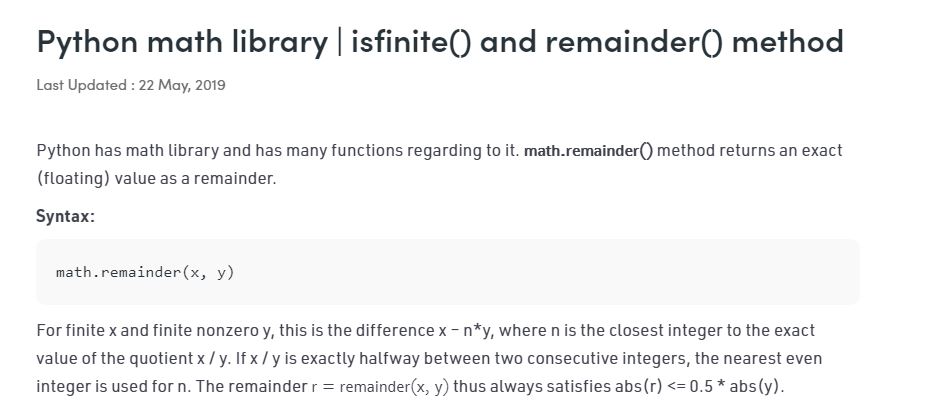 Python math library | isfinite() and remainder() method
Last Updated : 22 May, 2019
Python has math library and has many functions regarding to it. math.remainder() method returns an exact
(floating) value as a remainder.
Syntax:
math.remainder(x, y)
For finite x and finite nonzero y, this is the difference x – n*y, where n is the closest integer to the exact
value of the quotient x / y. If x / y is exactly halfway between two consecutive integers, the nearest even
integer is used for n. The remainder r = remainder(x, y) thus always satisfies abs(r) <= 0.5 * abs(y).